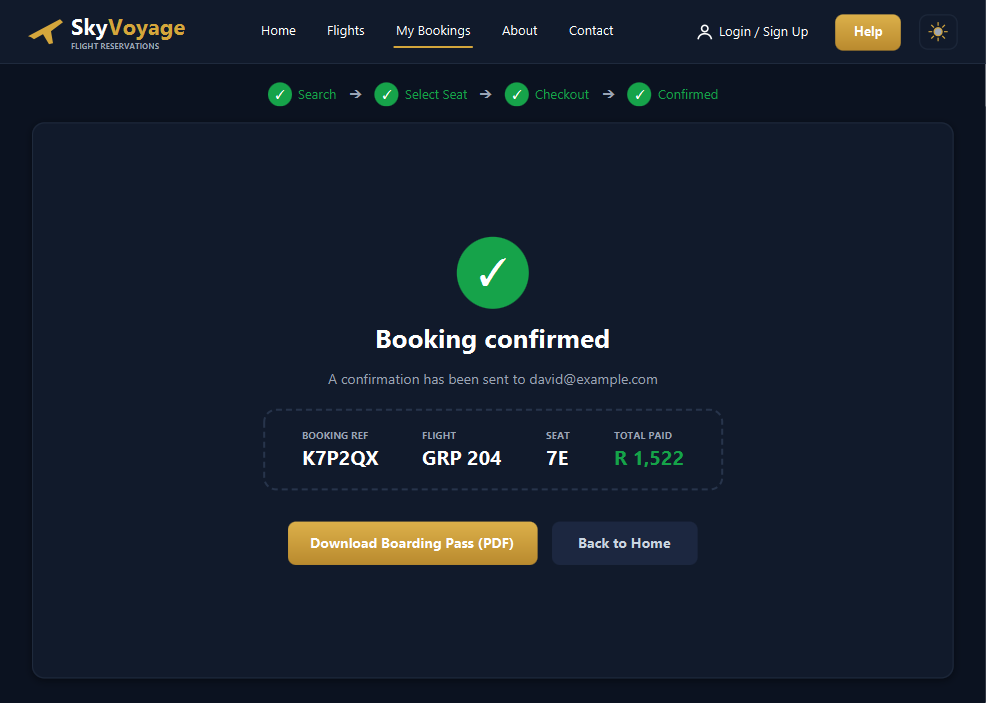 SkyVoyage
FLIGHT RESERVATIONS
Home Flights My Bookings About Contact Login / Sign Up Help
✓ Search → ✓ Select Seat → ✓ Checkout → ✓ Confirmed
✓
Booking confirmed
A confirmation has been sent to david@example.com
BOOKING REF FLIGHT SEAT TOTAL PAID
K7P2QX GRP 204 7E R 1,522
Download Boarding Pass (PDF) Back to Home